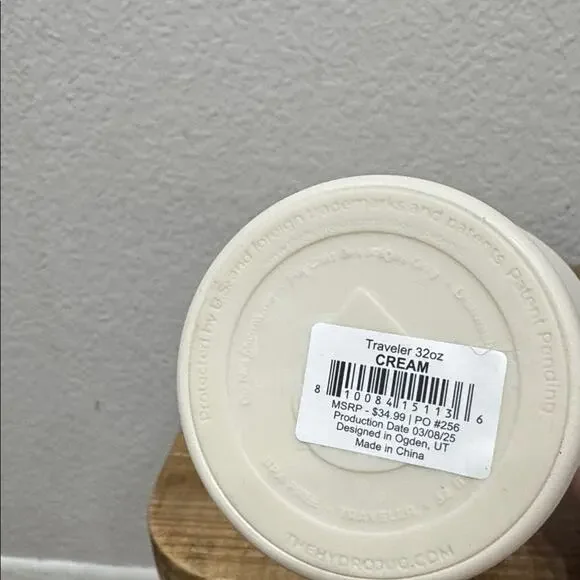 Protected by U.S. and foreign trademarks and patents. Patent Pending
Traveler 32oz
CREAM
8 10084 15113 6
MSRP - $34.99 | PO #256
Production Date 03/08/25
Designed in Ogden, UT
Made in China
TRAVELER
THEHYDROJUG.COM